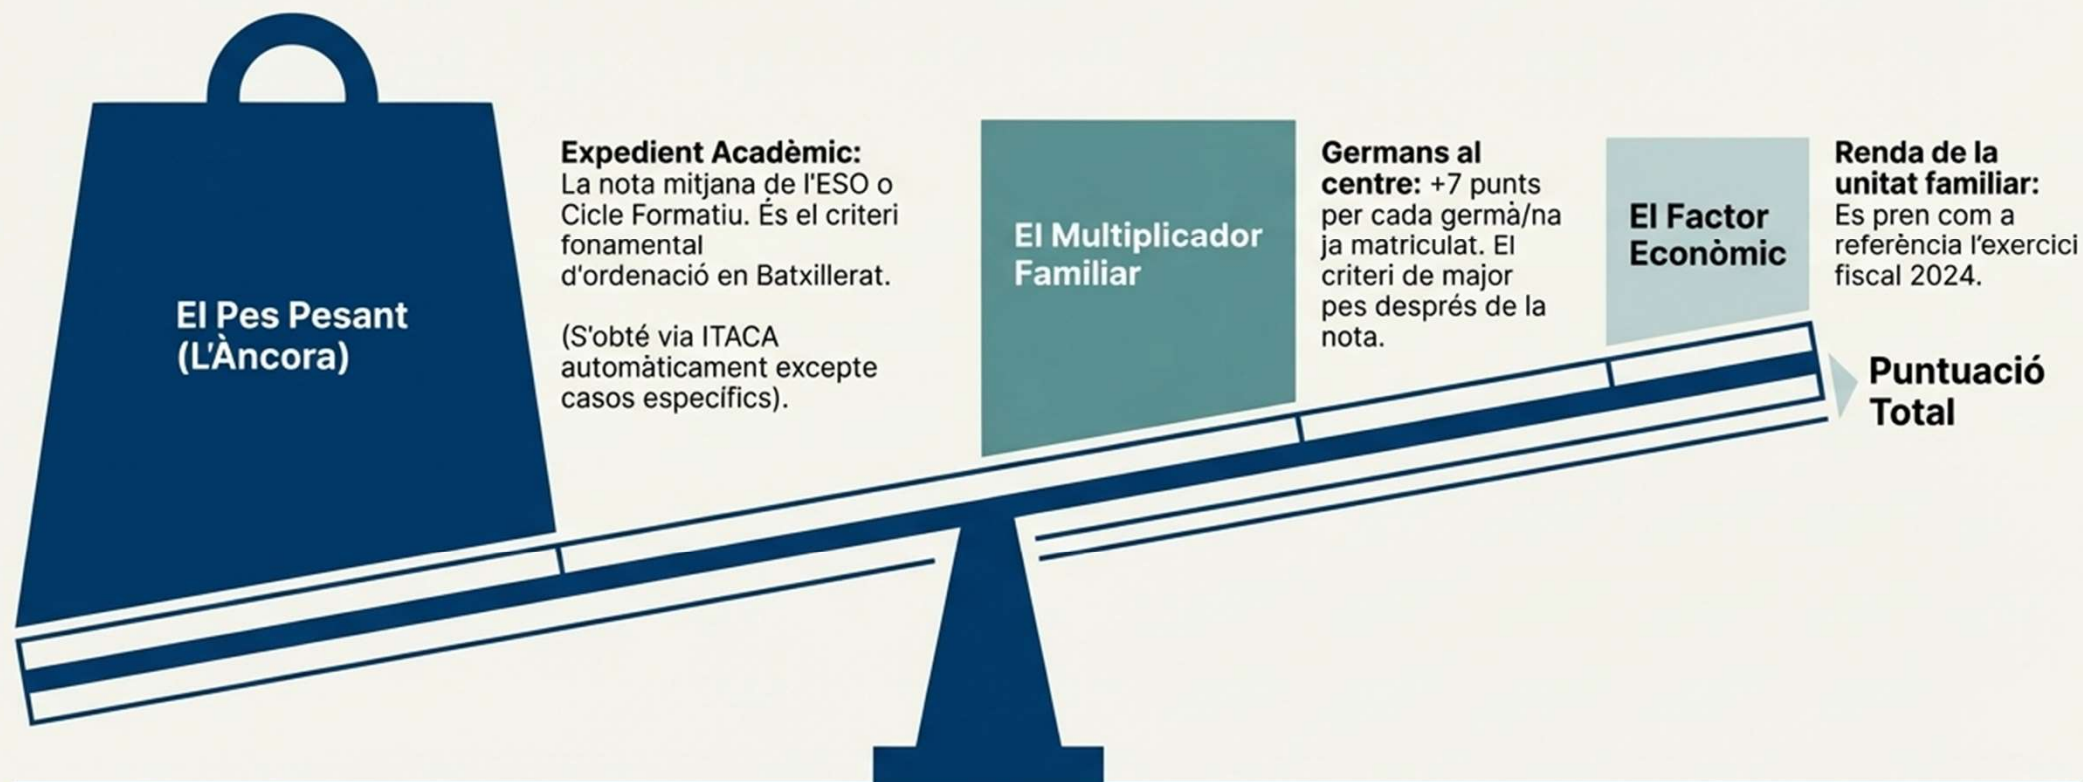 El Pes Pesant
(L'Àncora)
Expedient Acadèmic:
La nota mitjana de l'ESO o
Cicle Formatiu. És el criteri
fonamental
d'ordenació en Batxillerat.
(S'obté via ITACA
automàticament excepte
casos específics).
El Multiplicador
Familiar
Germans al
centre: +7 punts
per cada germà/na
ja matriculat. El
criteri de major
pes després de la
nota.
El Factor
Econòmic
Renda de la
unitat familiar:
Es pren com a
referència l'exercici
fiscal 2024.
Puntuació
Total